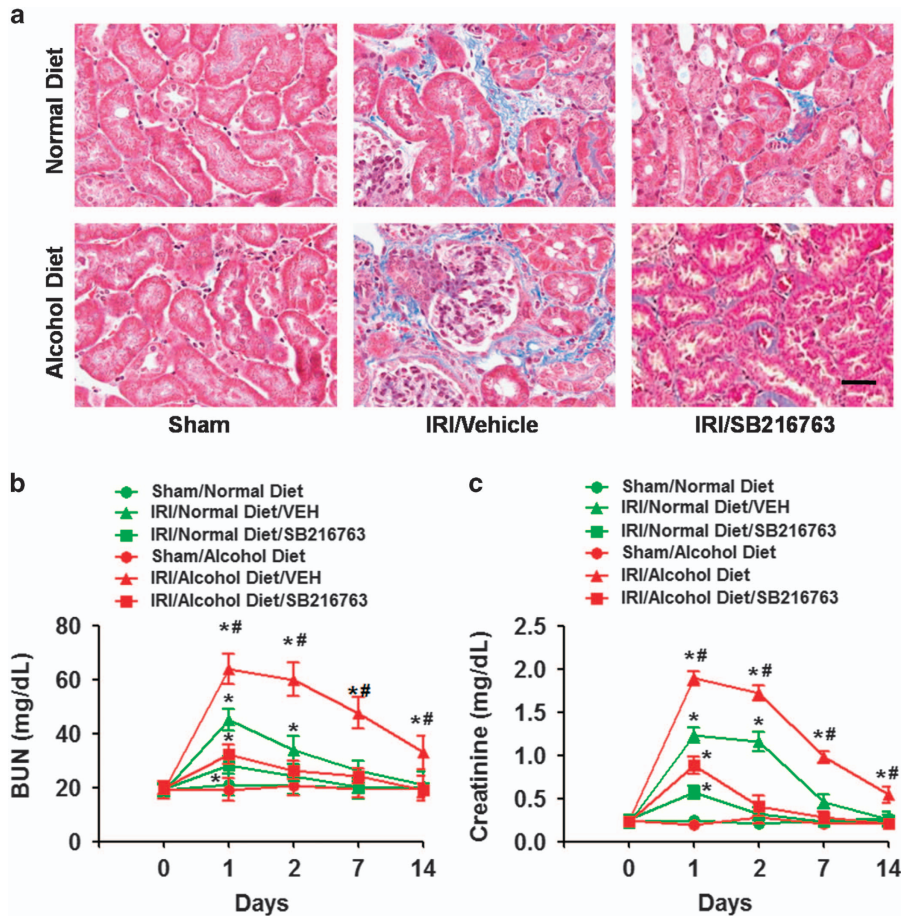 a
Normal Diet
Alcohol Diet
Sham
IRI/Vehicle
IRI/SB216763
b
Sham/Normal Diet
IRI/Normal Diet/VEH
IRI/Normal Diet/SB216763
Sham/Alcohol Diet
IRI/Alcohol Diet/VEH
IRI/Alcohol Diet/SB216763
BUN (mg/dL)
80
60
40
20
0
*#
*#
*#
*#
*
*
*
*
0
1
2
7
14
Days
c
Sham/Normal Diet
IRI/Normal Diet/VEH
IRI/Normal Diet/SB216763
Sham/Alcohol Diet
IRI/Alcohol Diet
IRI/Alcohol Diet/SB216763
Creatinine (mg/dL)
2.5
2.0
1.5
1.0
0.5
0.0
*#
*#
*#
*#
*
*
*
*
0
1
2
7
14
Days